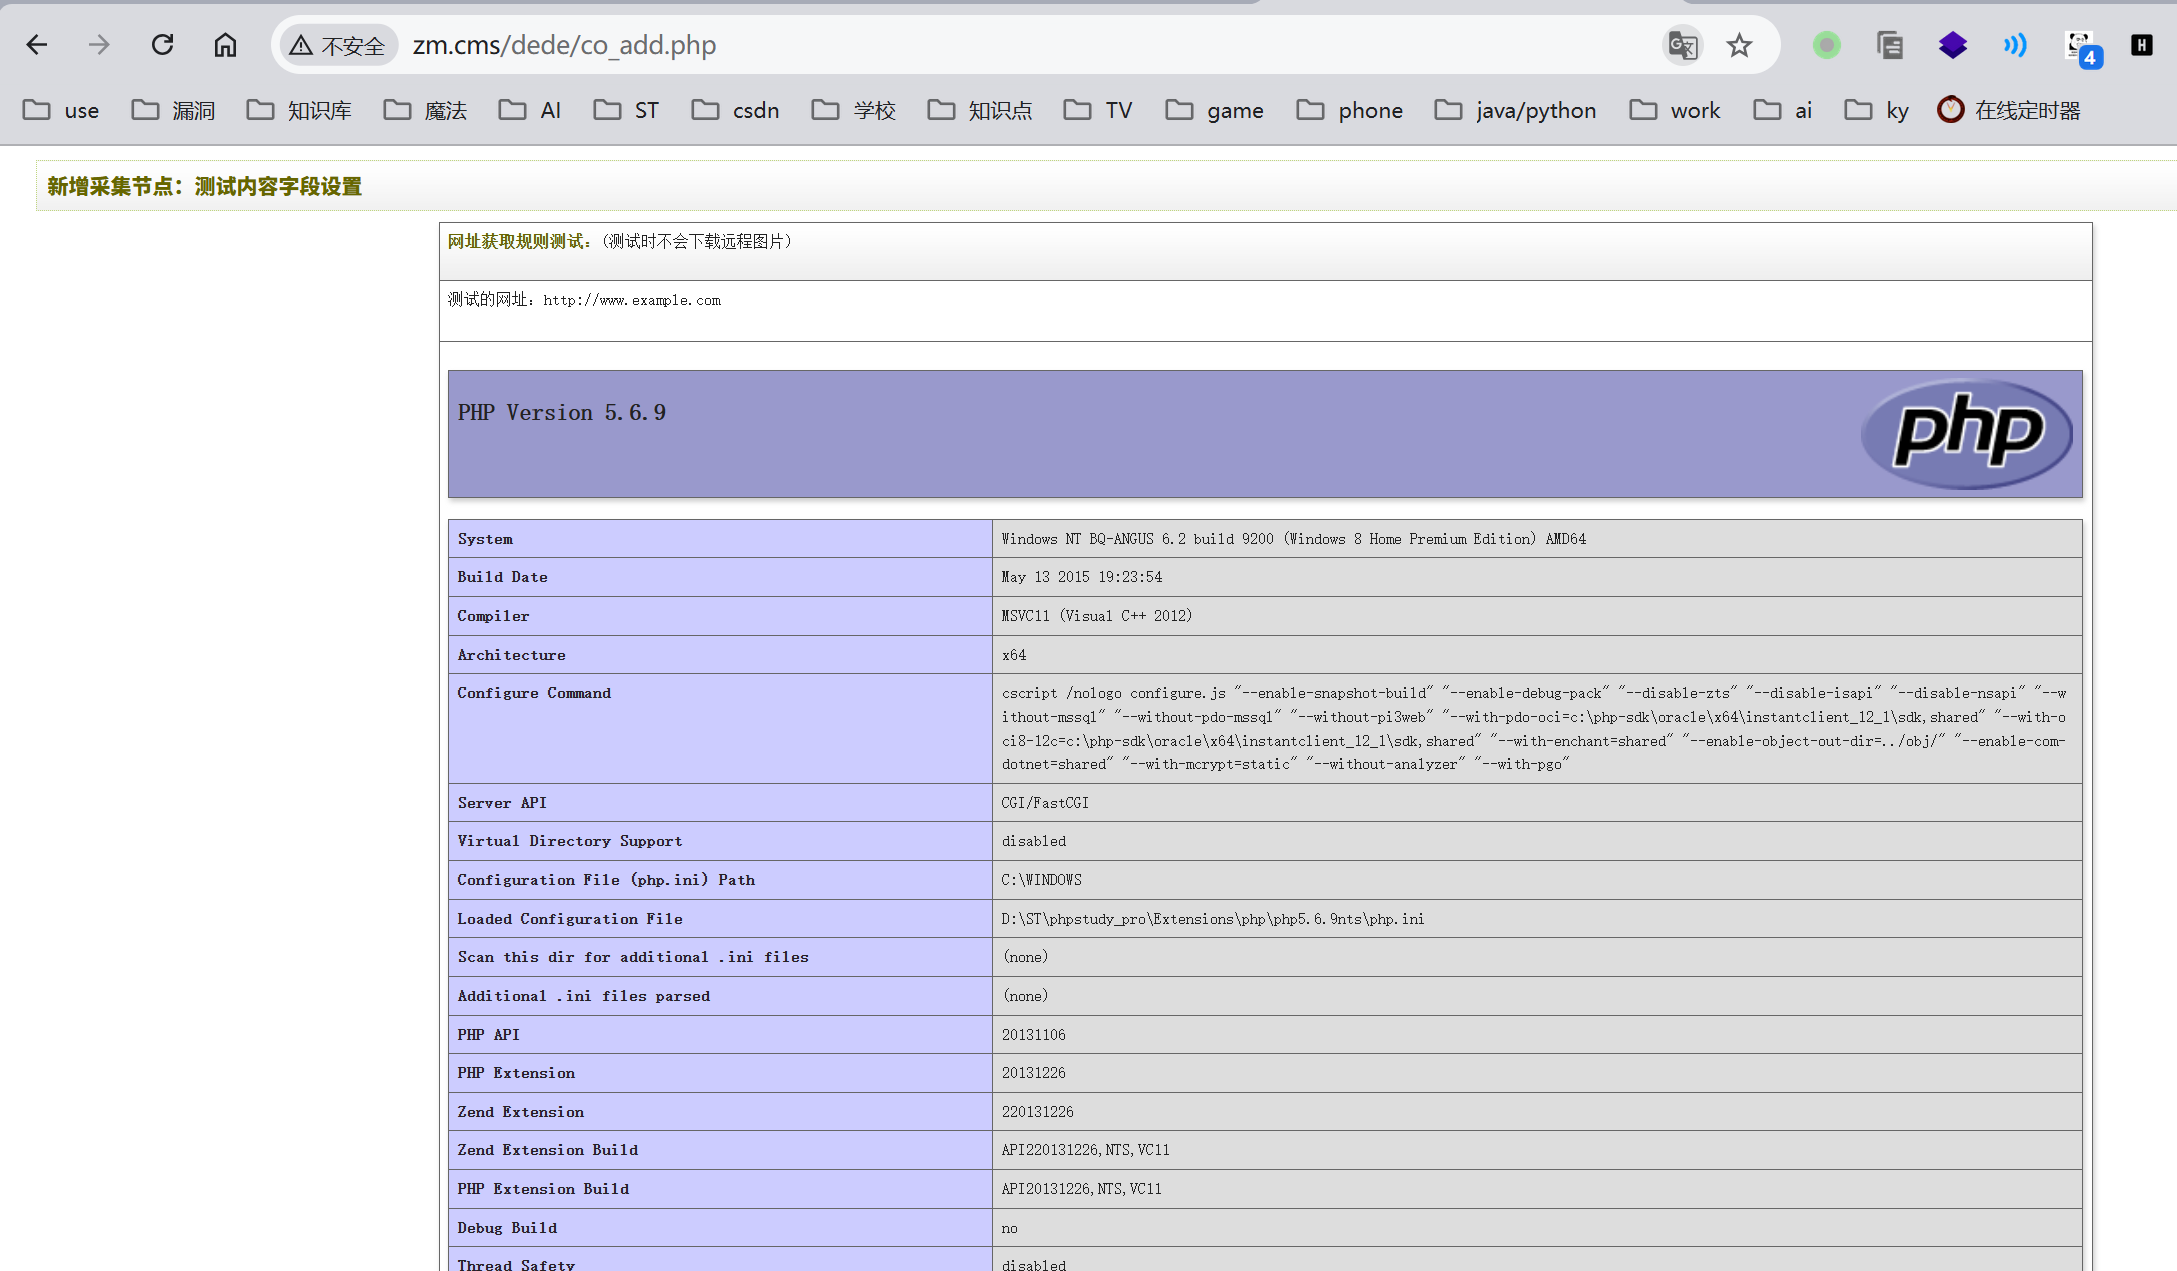 不安全 zm.cms/dede/co_add.php 4 H
use 漏洞 知识库 魔法 AI ST csdn 学校 知识点 TV game phone java/python work ai ky 在线定时器
新增采集节点：测试内容字段设置
网址获取规则测试：（测试时不会下载远程图片）
测试的网址：http://www.example.com
PHP Version 5.6.9
php
System Windows NT BQ-ANGUS 6.2 build 9200 (Windows 8 Home Premium Edition) AMD64
Build Date May 13 2015 19:23:54
Compiler MSVC11 (Visual C++ 2012)
Architecture x64
Configure Command cscript /nologo configure.js "--enable-snapshot-build" "--enable-debug-pack" "--disable-zts" "--disable-isapi" "--disable-nsapi" "--w
ithout-mssql" "--without-pdo-mssql" "--without-pi3web" "--with-pdo-oci=c:\php-sdk\oracle\x64\instantclient_12_1\sdk,shared" "--with-o
ci8-12c=c:\php-sdk\oracle\x64\instantclient_12_1\sdk,shared" "--with-enchant=shared" "--enable-object-out-dir=../obj/" "--enable-com-
dotnet=shared" "--with-mcrypt=static" "--without-analyzer" "--with-pgo"
Server API CGI/FastCGI
Virtual Directory Support disabled
Configuration File (php.ini) Path C:\WINDOWS
Loaded Configuration File D:\ST\phpstudy_pro\Extensions\php\php5.6.9nts\php.ini
Scan this dir for additional .ini files (none)
Additional .ini files parsed (none)
PHP API 20131106
PHP Extension 20131226
Zend Extension 220131226
Zend Extension Build API220131226,NTS,VC11
PHP Extension Build API20131226,NTS,VC11
Debug Build no
Thread Safety disabled